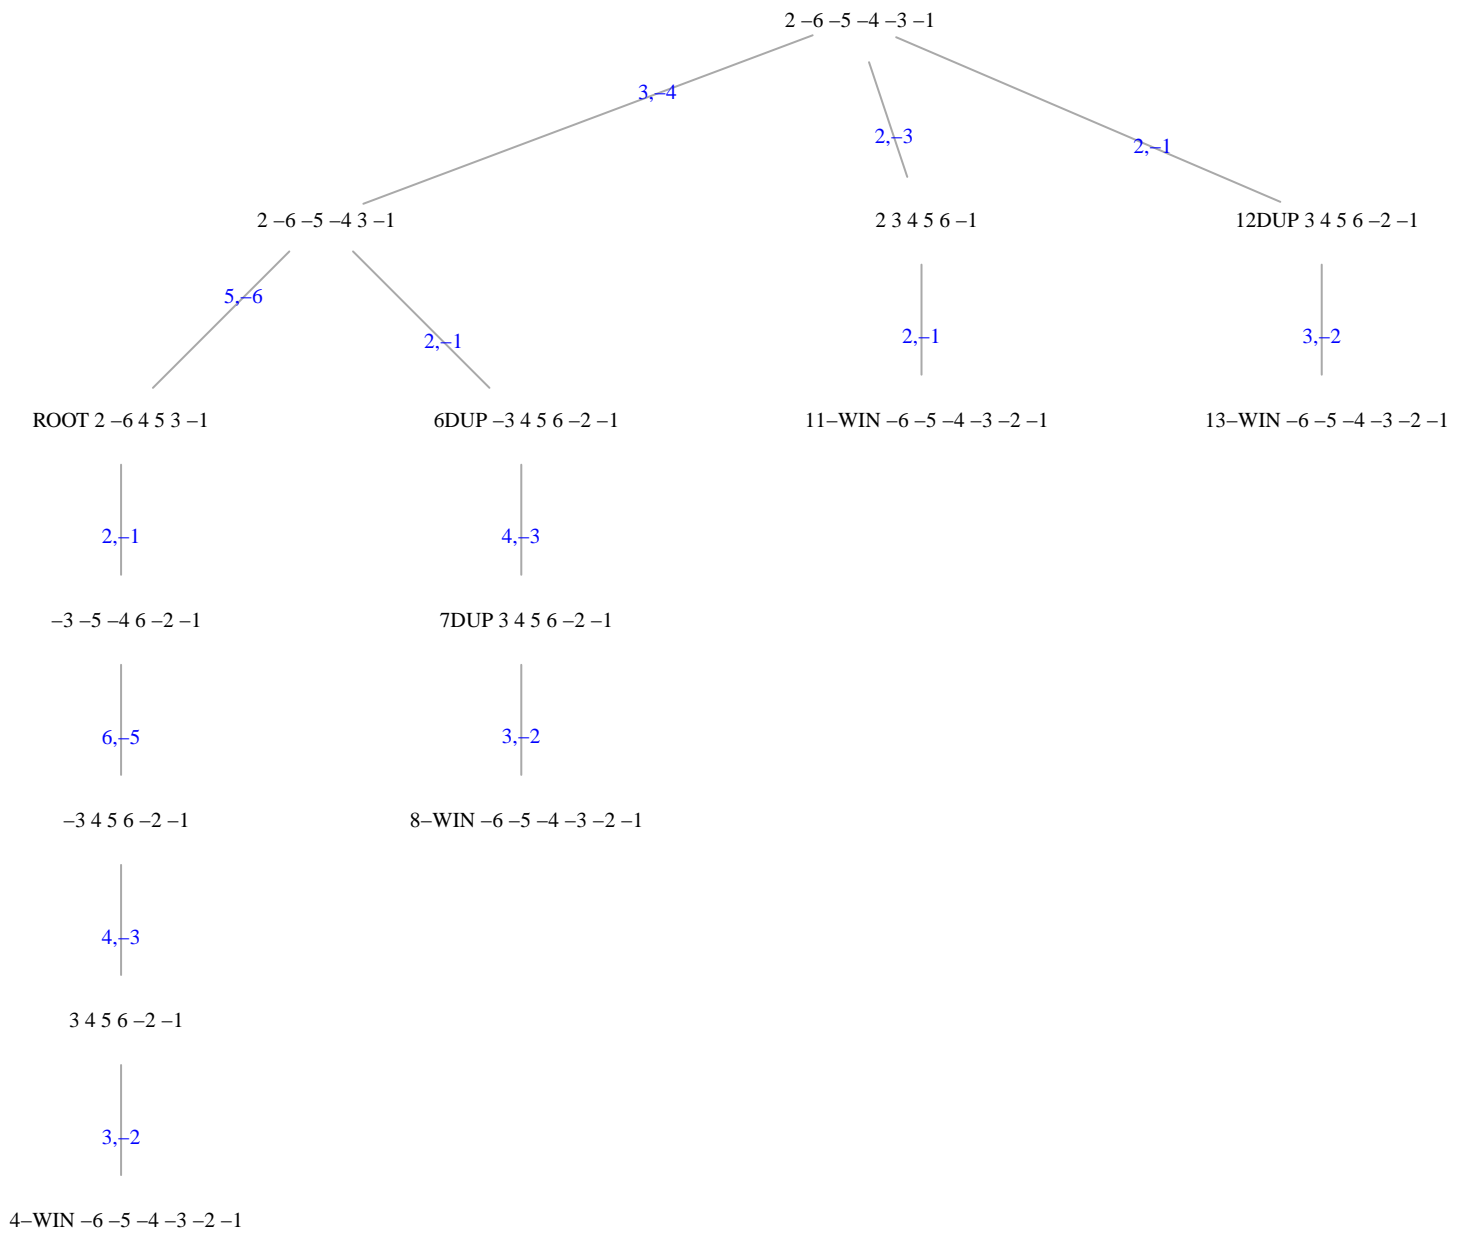 2 –6 –5 –4 –3 –1
3,–4
2,–3
2,–1
2 –6 –5 –4 3 –1
2 3 4 5 6 –1
12DUP 3 4 5 6 –2 –1
5,–6
2,–1
2,–1
3,–2
ROOT 2 –6 4 5 3 –1
6DUP –3 4 5 6 –2 –1
11–WIN –6 –5 –4 –3 –2 –1
13–WIN –6 –5 –4 –3 –2 –1
2,–1
4,–3
–3 –5 –4 6 –2 –1
7DUP 3 4 5 6 –2 –1
6,–5
3,–2
–3 4 5 6 –2 –1
8–WIN –6 –5 –4 –3 –2 –1
4,–3
3 4 5 6 –2 –1
3,–2
4–WIN –6 –5 –4 –3 –2 –1